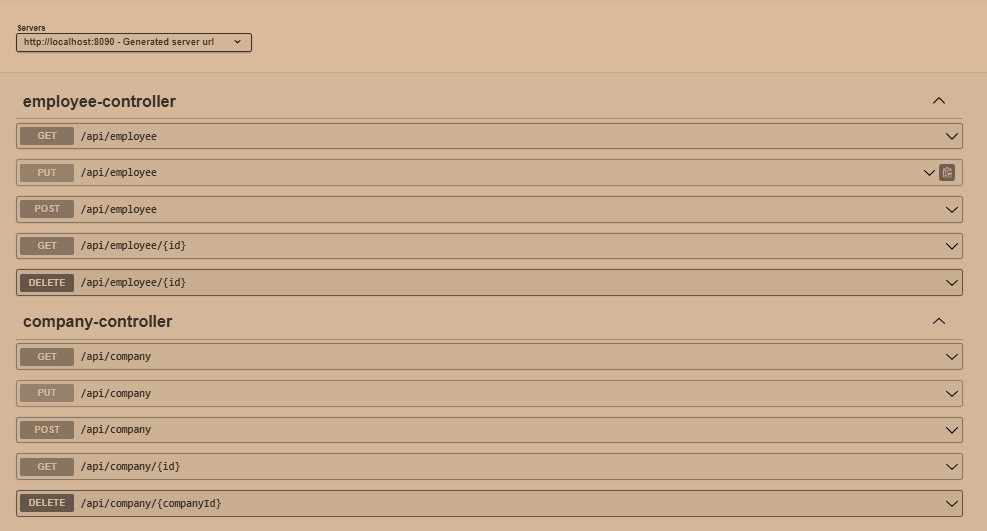 Servers
http://localhost:8090 - Generated server url
employee-controller
GET /api/employee
PUT /api/employee
POST /api/employee
GET /api/employee/{id}
DELETE /api/employee/{id}
company-controller
GET /api/company
PUT /api/company
POST /api/company
GET /api/company/{id}
DELETE /api/company/{companyId}